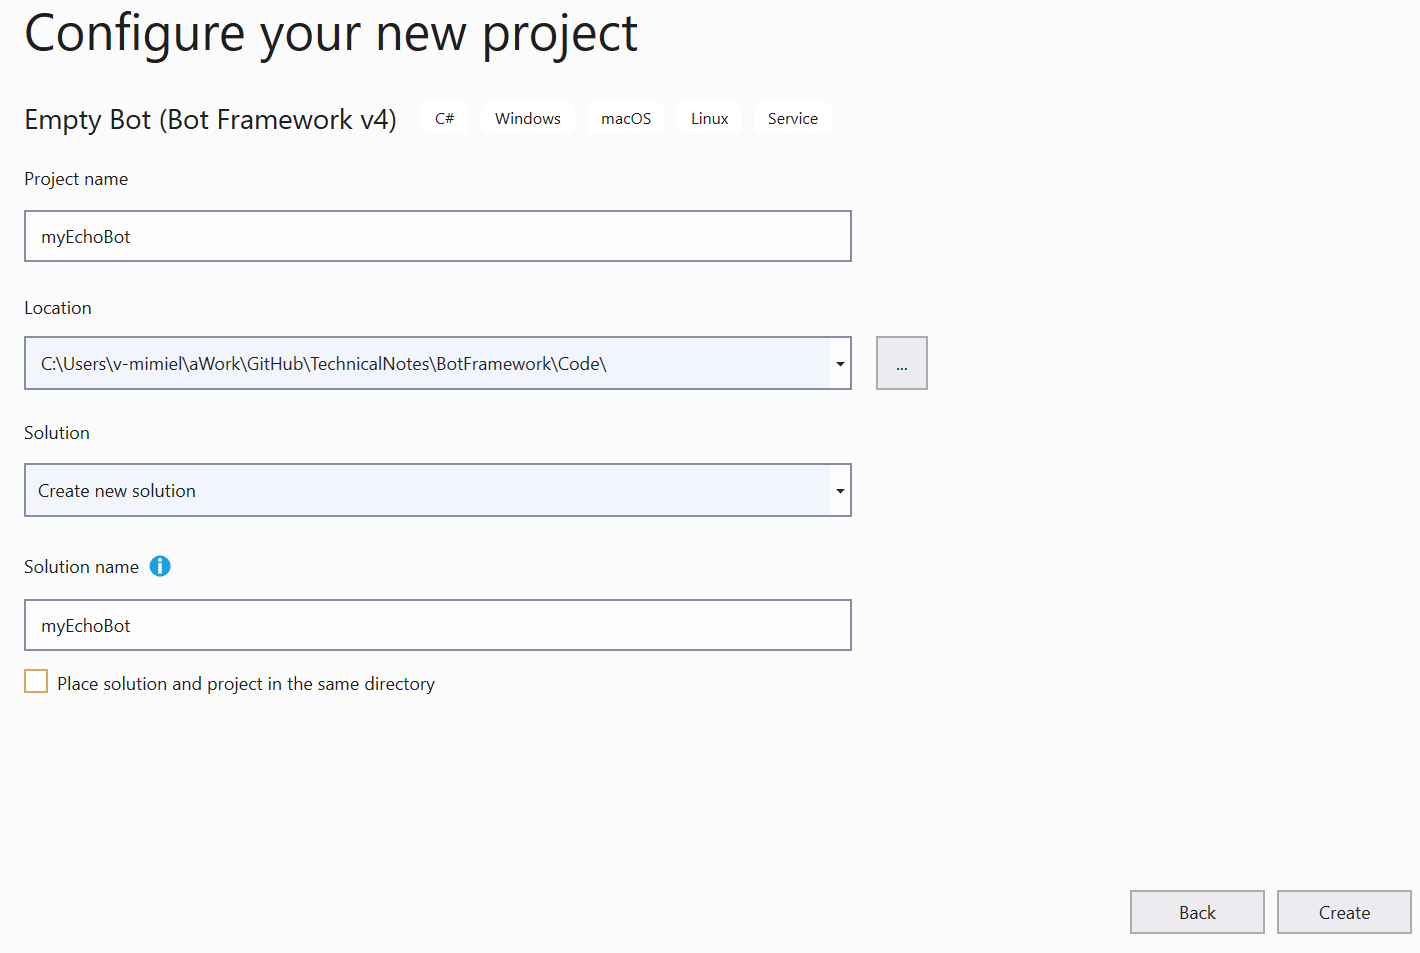 Configure your new project
Empty Bot (Bot Framework v4) C# Windows macOS Linux Service
Project name
myEchoBot
Location
C:\Users\v-mimiel\aWork\GitHub\TechnicalNotes\BotFramework\Code\ ...
Solution
Create new solution
Solution name i
myEchoBot
Place solution and project in the same directory
Back Create